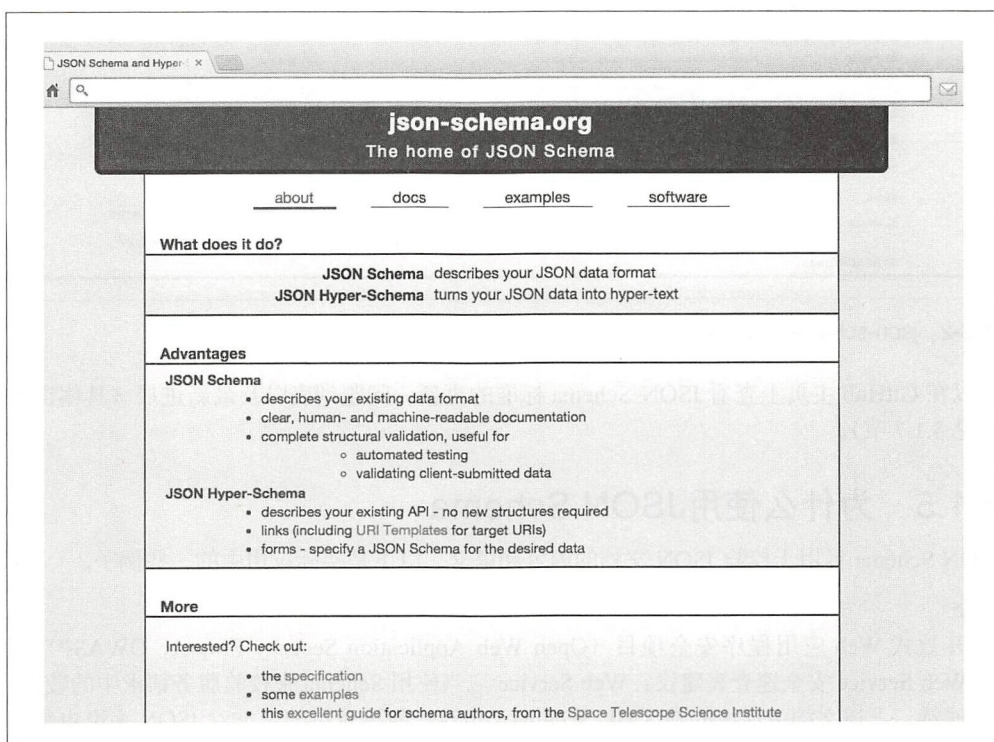 JSON Schema and Hyper-
json-schema.org
The home of JSON Schema
about docs examples software
What does it do?
JSON Schema describes your JSON data format
JSON Hyper-Schema turns your JSON data into hyper-text
Advantages
JSON Schema
• describes your existing data format
• clear, human- and machine-readable documentation
• complete structural validation, useful for
◦ automated testing
◦ validating client-submitted data
JSON Hyper-Schema
• describes your existing API - no new structures required
• links (including URI Templates for target URIs)
• forms - specify a JSON Schema for the desired data
More
Interested? Check out:
• the specification
• some examples
• this excellent guide for schema authors, from the Space Telescope Science Institute